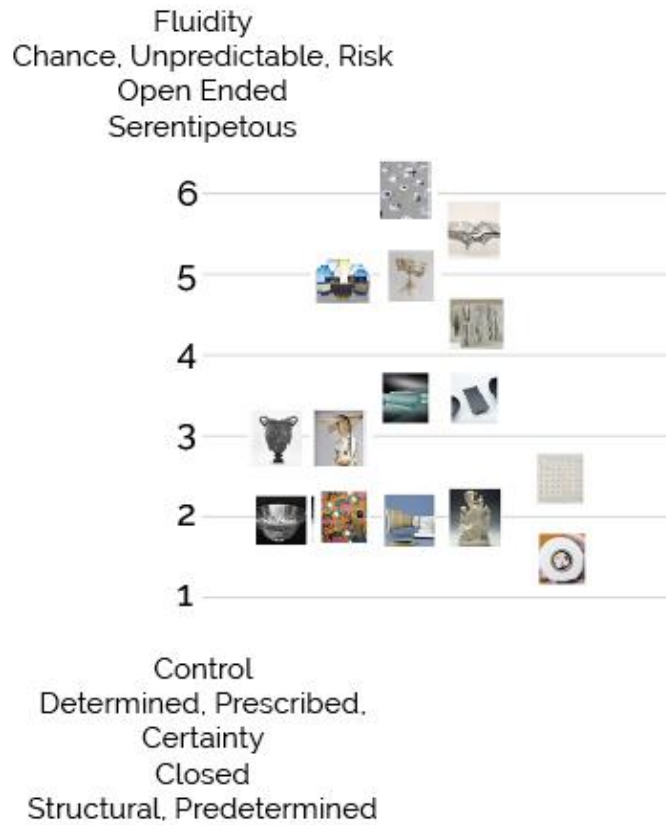 Fluidity
Chance, Unpredictable, Risk
Open Ended
Serentipetous
6
5
4
3
2
1
Control
Determined, Prescribed,
Certainty
Closed
Structural, Predetermined